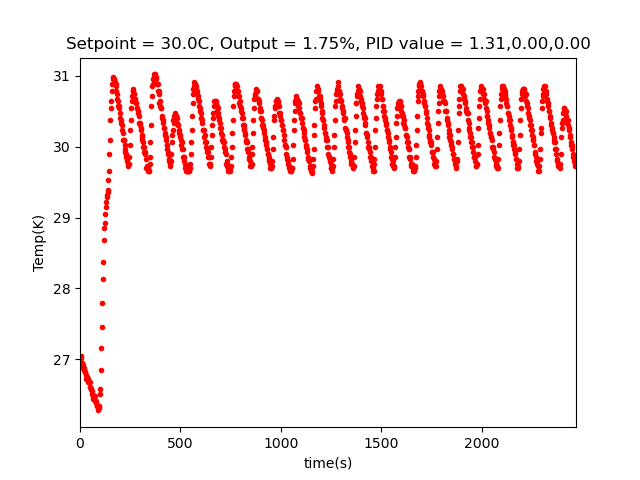 Setpoint = 30.0C, Output = 1.75%, PID value = 1.31,0.00,0.00
31
30
29
28
27
Temp(K)
0 500 1000 1500 2000
time(s)